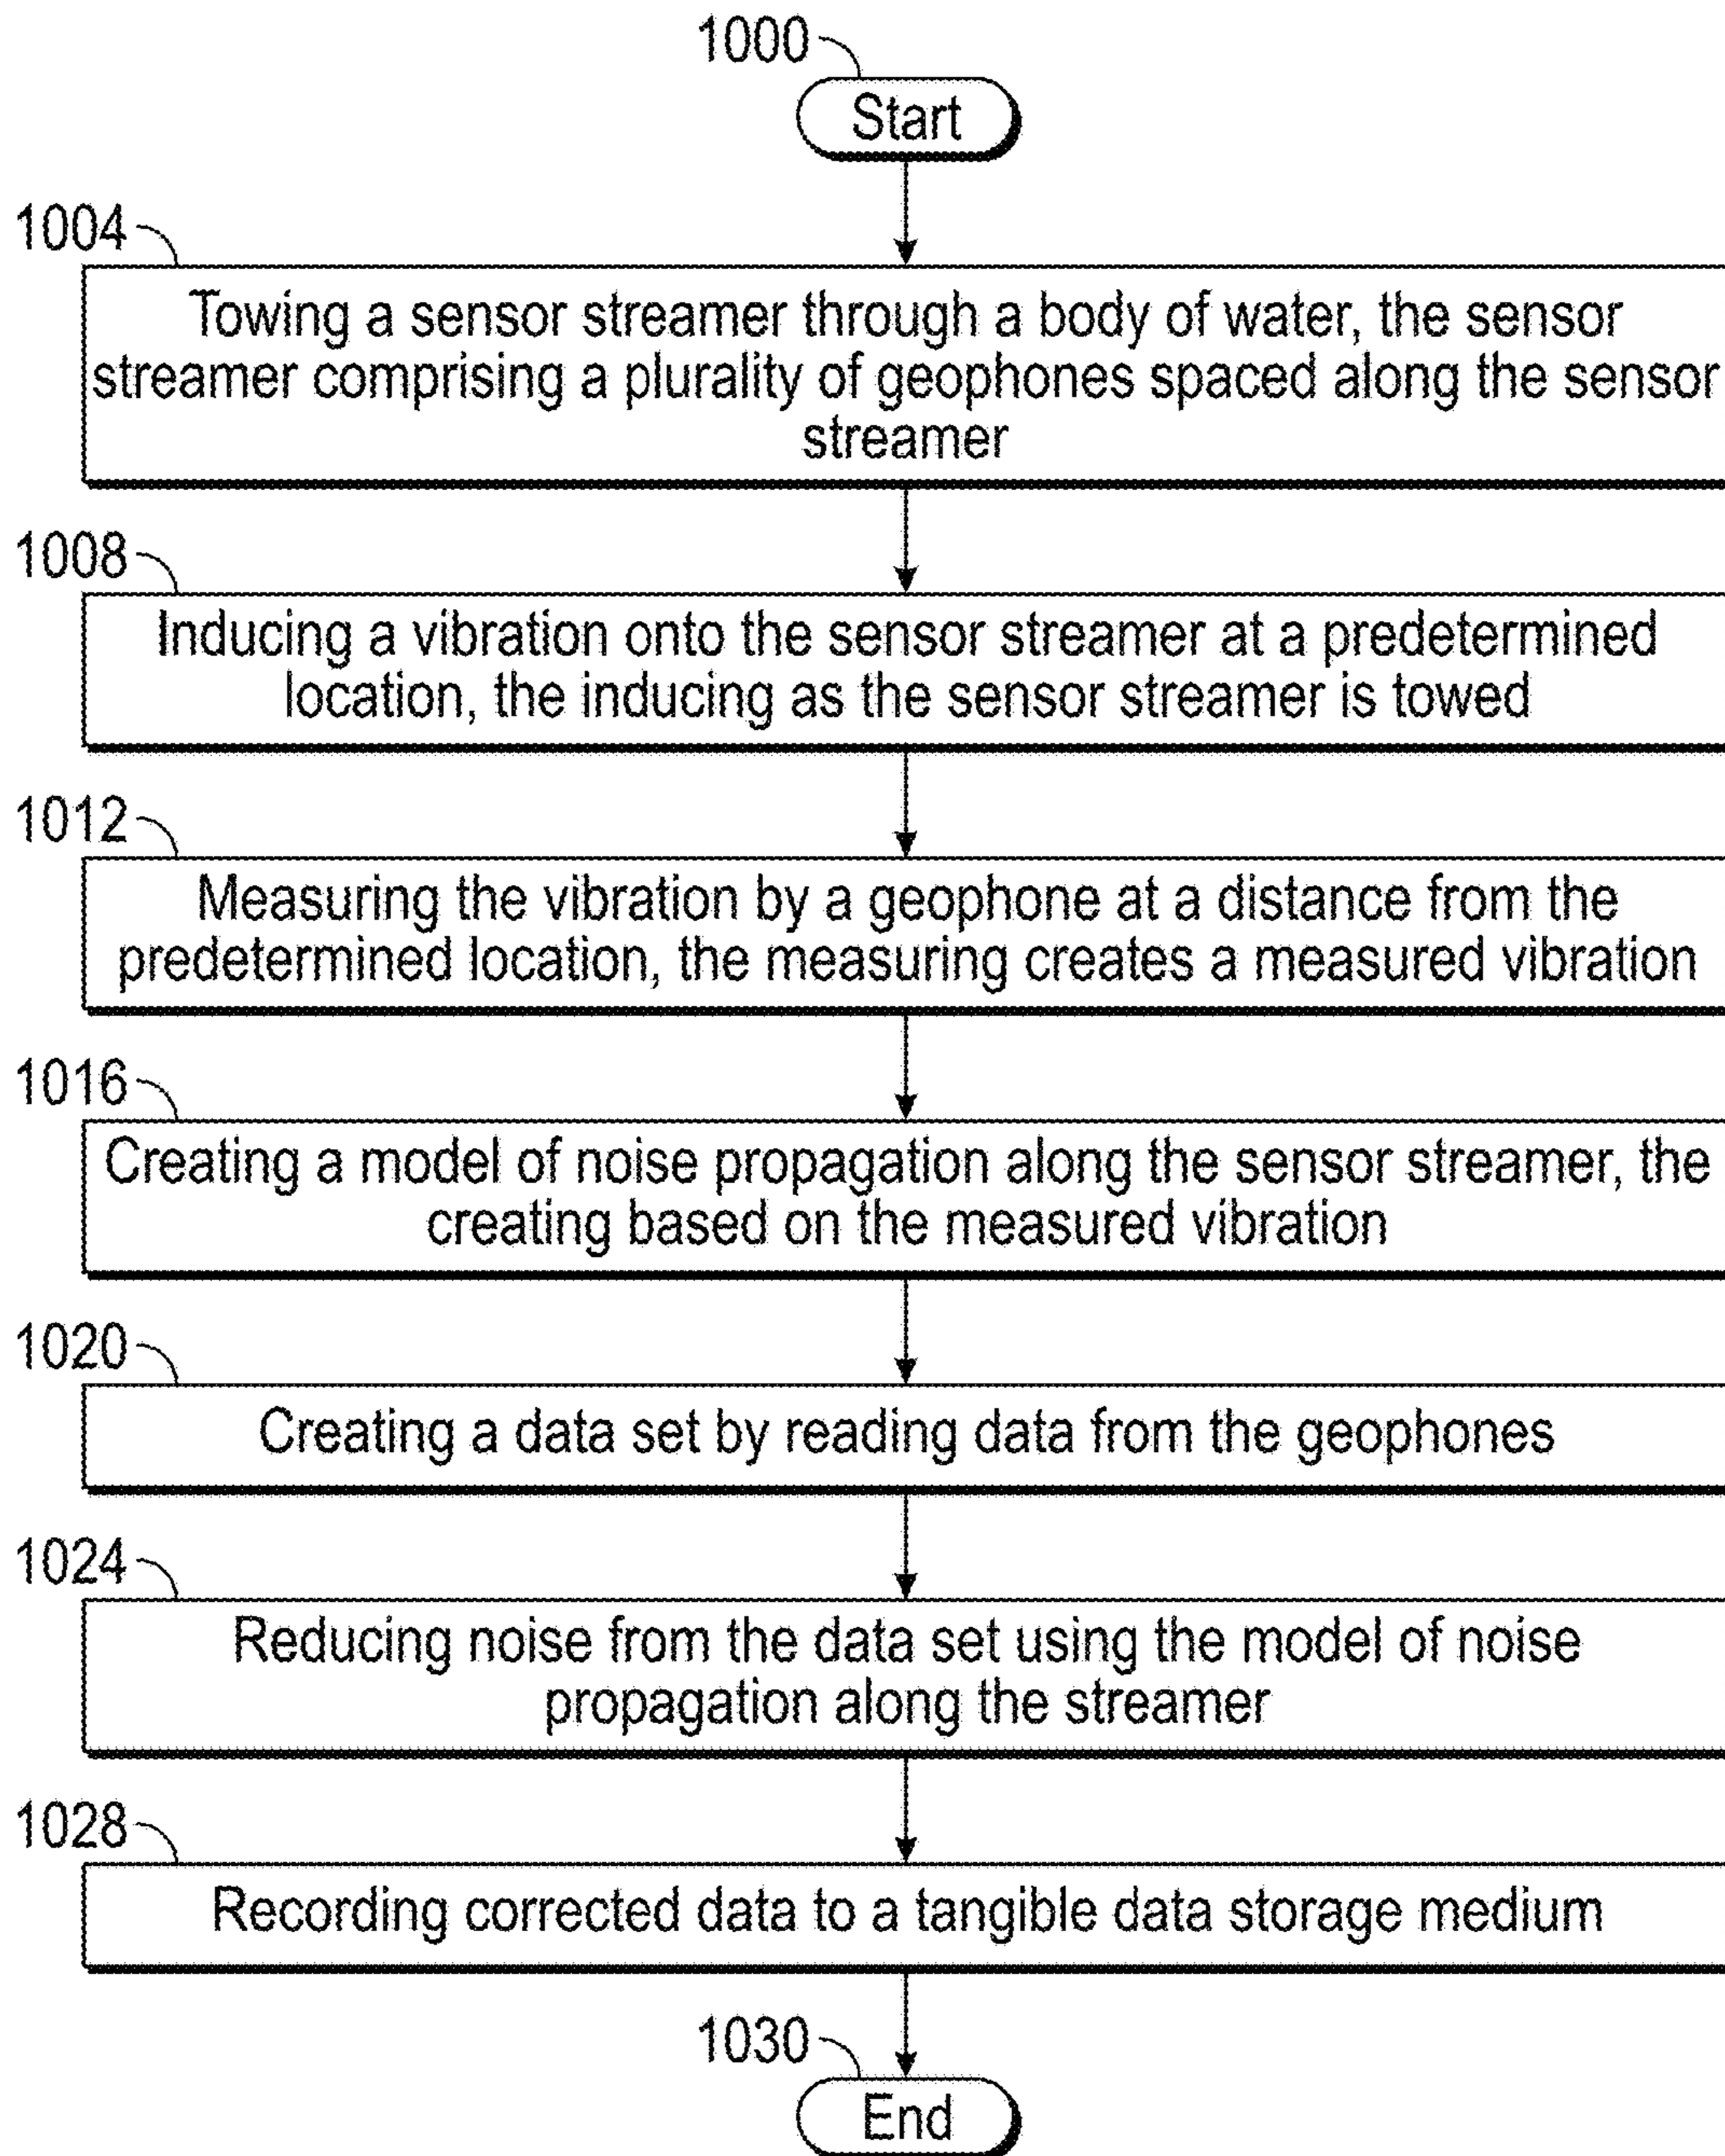 1000
Start
1004
Towing a sensor streamer through a body of water, the sensor
streamer comprising a plurality of geophones spaced along the sensor
streamer
1008
Inducing a vibration onto the sensor streamer at a predetermined
location, the inducing as the sensor streamer is towed
1012
Measuring the vibration by a geophone at a distance from the
predetermined location, the measuring creates a measured vibration
1016
Creating a model of noise propagation along the sensor streamer, the
creating based on the measured vibration
1020
Creating a data set by reading data from the geophones
1024
Reducing noise from the data set using the model of noise
propagation along the streamer
1028
Recording corrected data to a tangible data storage medium
1030
End